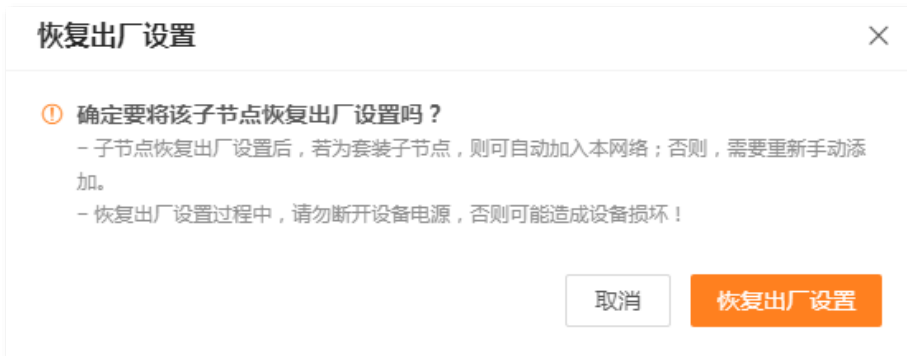 恢复出厂设置
确定要将该子节点恢复出厂设置吗？
- 子节点恢复出厂设置后，若为套装子节点，则可自动加入本网络；否则，需要重新手动添
加。
- 恢复出厂设置过程中，请勿断开设备电源，否则可能造成设备损坏！
取消
恢复出厂设置